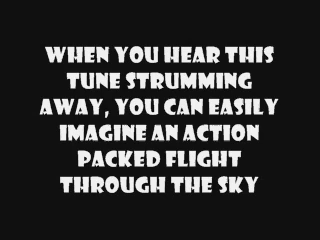 WHEN YOU HEAR THIS
TUNE STRUMMING
AWAY, YOU CAN EASILY
IMAGINE AN ACTION
PACKED FLIGHT
THROUGH THE SKY